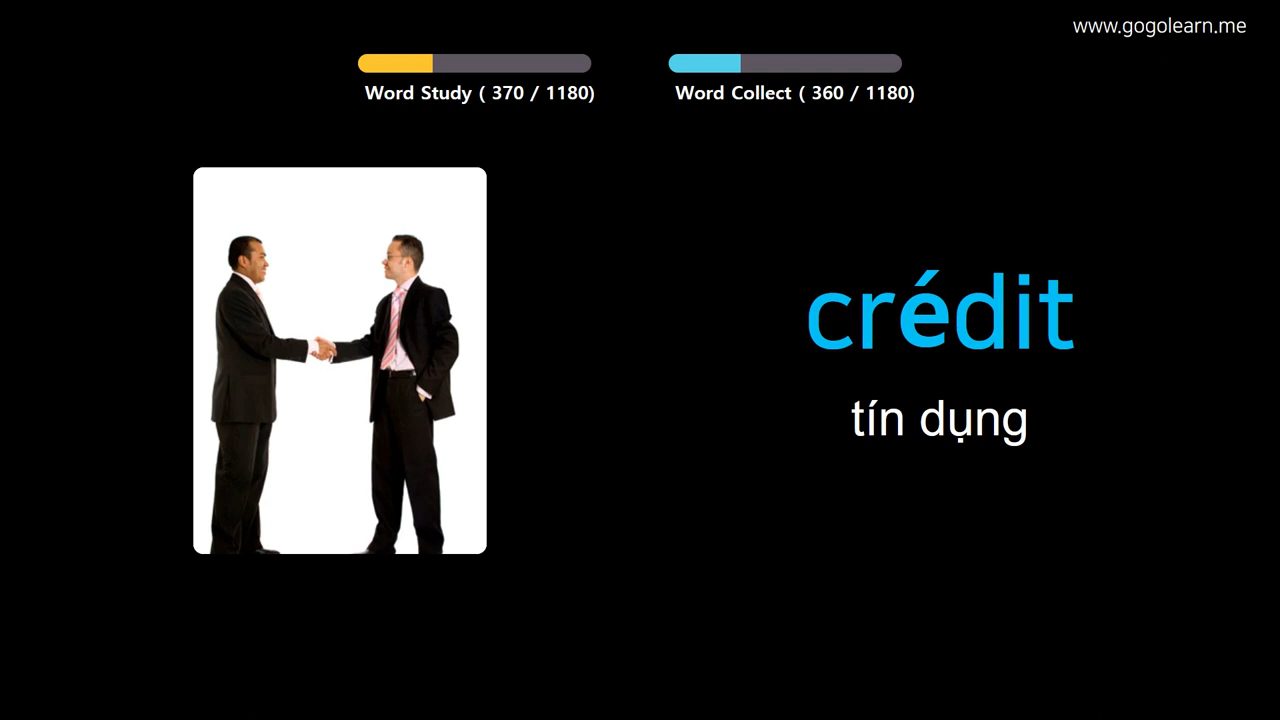 www.gogolearn.me
Word Study ( 370 / 1180)
Word Collect ( 360 / 1180)
crédit
tín dụng